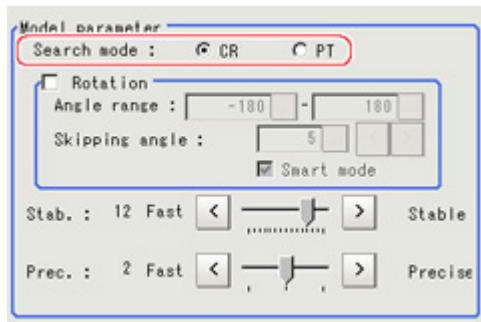 Model parameter
Search mode : CR PT
Rotation
Angle range : -180 - 180
Skipping angle : 5 < >
Smart mode
Stab. : 12 Fast < > Stable
Prec. : 2 Fast < > Precise